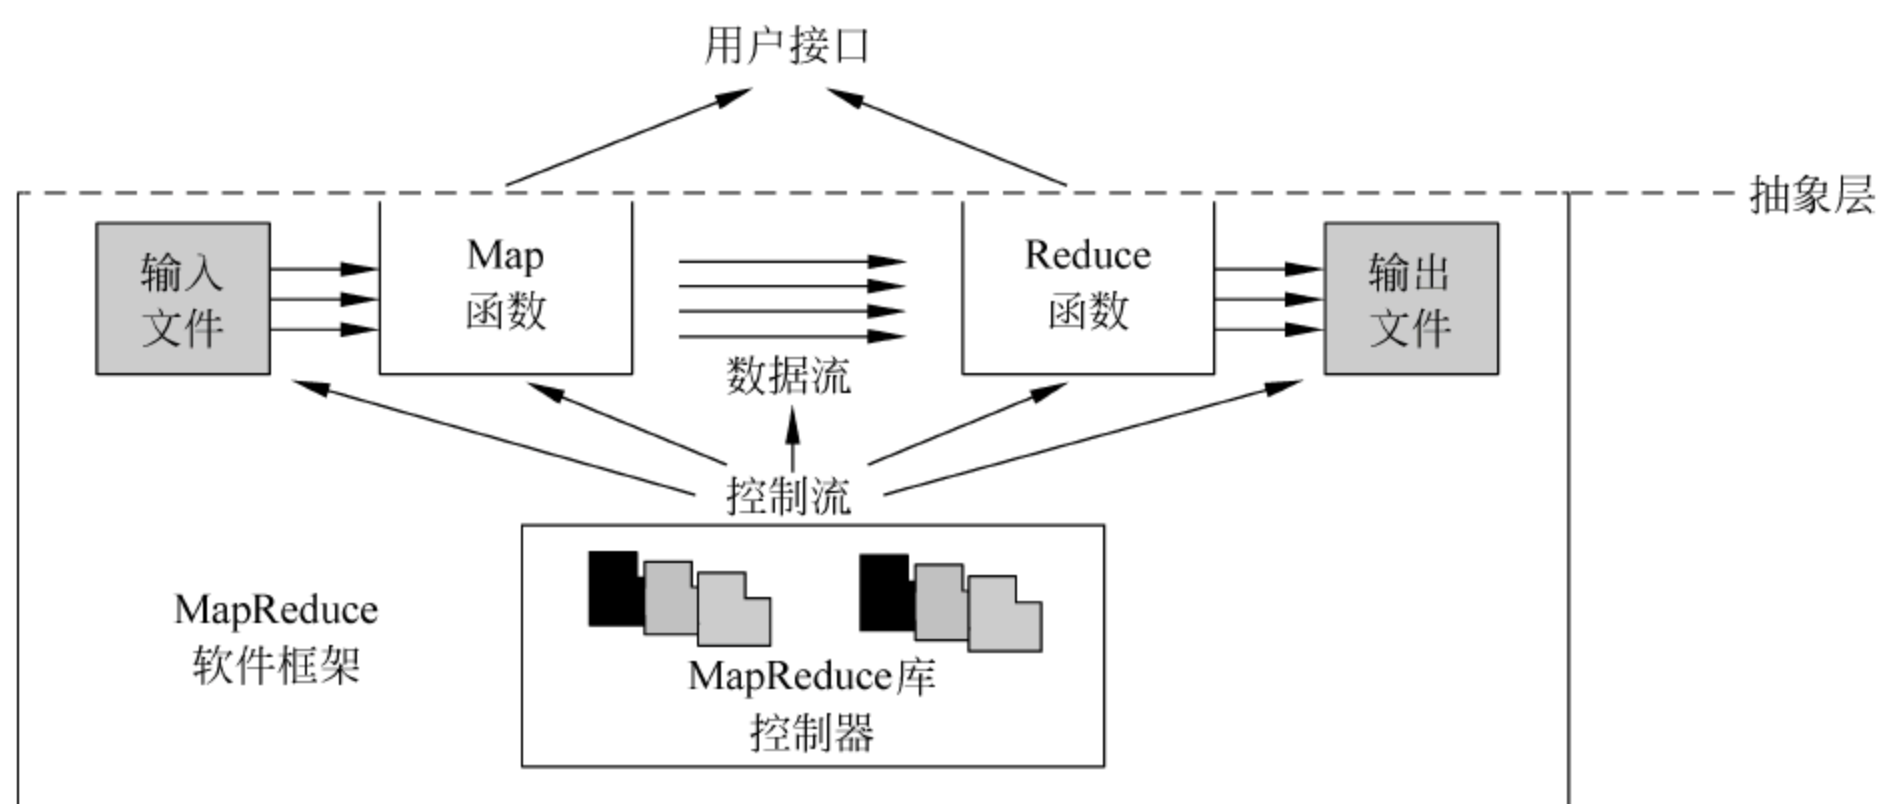 用户接口
抽象层
输入
文件
Map
函数
Reduce
函数
输出
文件
数据流
控制流
MapReduce
软件框架
MapReduce库
控制器